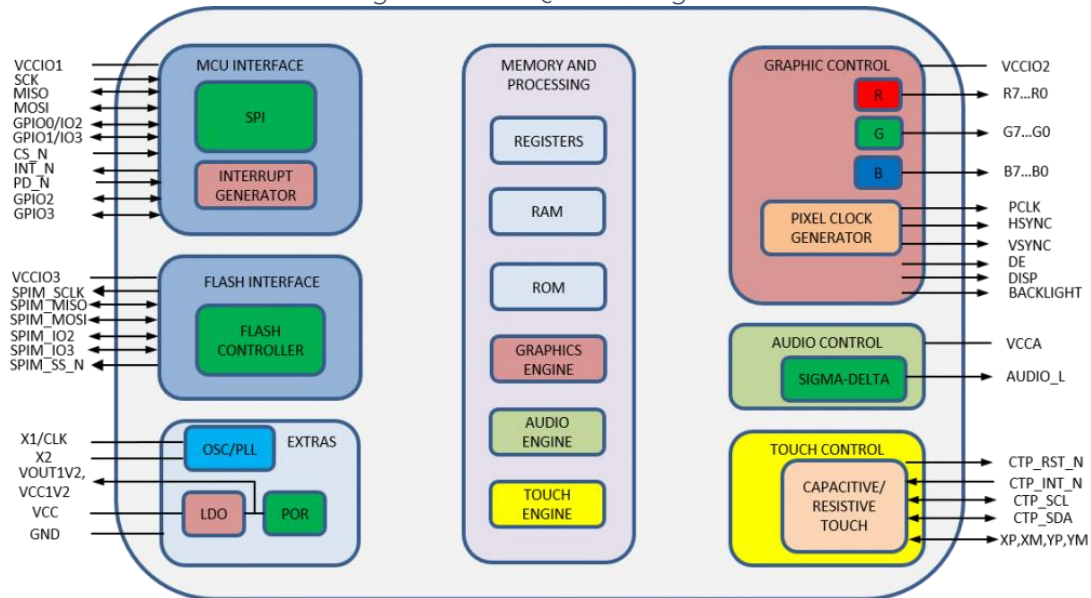 VCCIO1
SCK
MISO
MOSI
GPIO0/IO2
GPIO1/IO3
CS_N
INT_N
PD_N
GPIO2
GPIO3
MCU INTERFACE
SPI
INTERRUPT
GENERATOR
VCCIO3
SPIM_SCLK
SPIM_MISO
SPIM_MOSI
SPIM_IO2
SPIM_IO3
SPIM_SS_N
FLASH INTERFACE
FLASH
CONTROLLER
X1/CLK
X2
VOUT1V2,
VCC1V2
VCC
GND
OSC/PLL
EXTRAS
LDO
POR
MEMORY AND
PROCESSING
REGISTERS
RAM
ROM
GRAPHICS
ENGINE
AUDIO
ENGINE
TOUCH
ENGINE
GRAPHIC CONTROL
R
G
B
PIXEL CLOCK
GENERATOR
VCCIO2
R7...R0
G7...G0
B7...B0
PCLK
HSYNC
VSYNC
DE
DISP
BACKLIGHT
AUDIO CONTROL
SIGMA-DELTA
VCCA
AUDIO_L
TOUCH CONTROL
CAPACITIVE/
RESISTIVE
TOUCH
CTP_RST_N
CTP_INT_N
CTP_SCL
CTP_SDA
XP,XM,YP,YM